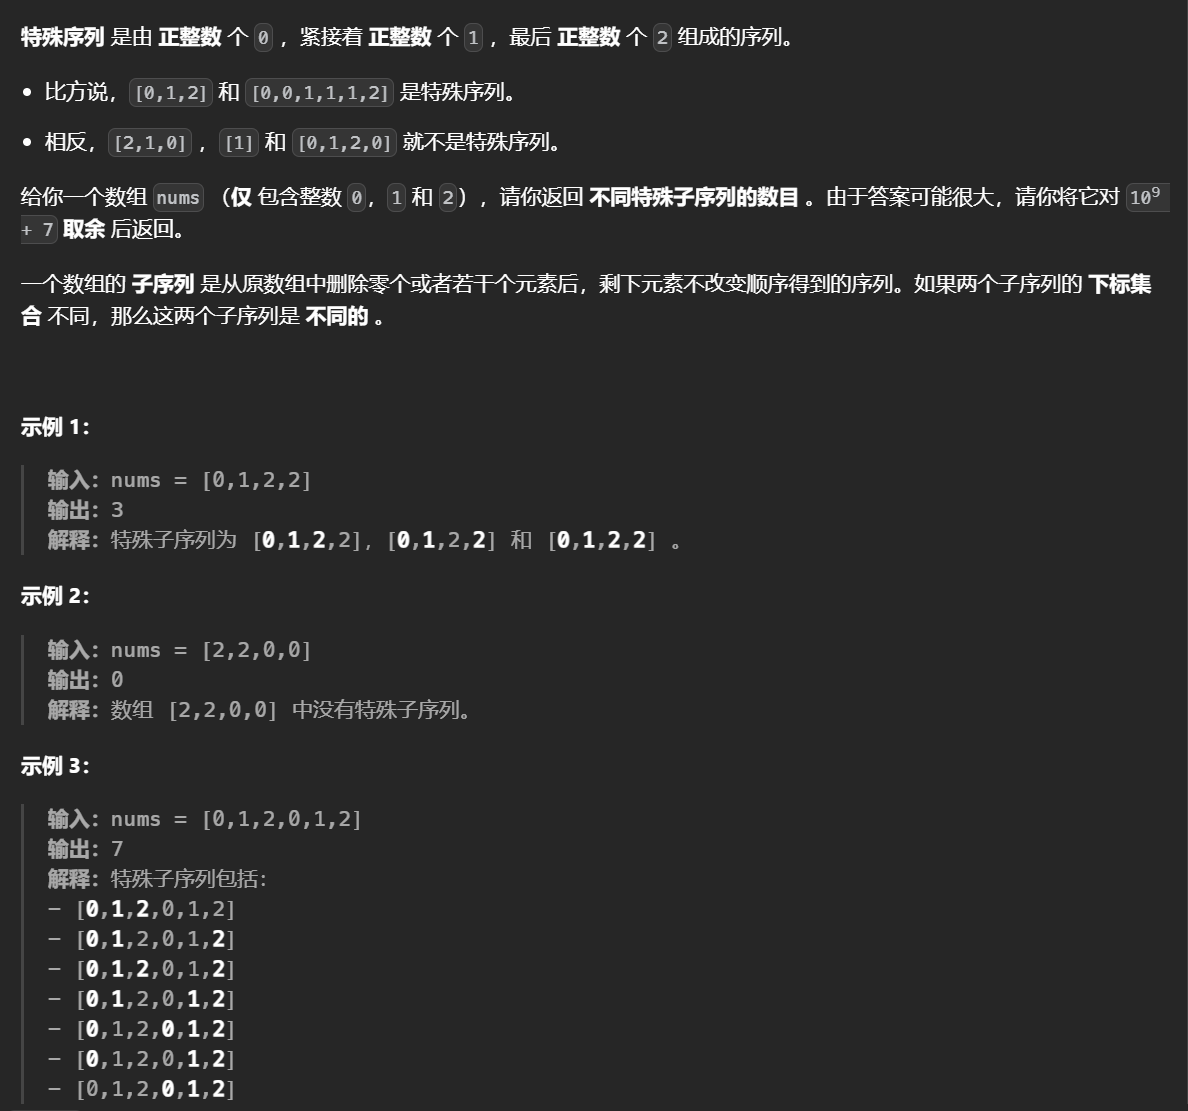 特殊序列 是由 正整数 个 0 ，紧接着 正整数 个 1 ，最后 正整数 个 2 组成的序列。
• 比方说，[0,1,2] 和 [0,0,1,1,1,2] 是特殊序列。
• 相反，[2,1,0] ，[1] 和 [0,1,2,0] 就不是特殊序列。
给你一个数组 nums （仅 包含整数 0，1 和 2），请你返回 不同特殊子序列的数目 。由于答案可能很大，请你将它对 10⁹
+ 7 取余 后返回。
一个数组的 子序列 是从原数组中删除零个或者若干个元素后，剩下元素不改变顺序得到的序列。如果两个子序列的 下标集
合 不同，那么这两个子序列是 不同的 。
示例 1：
输入：nums = [0,1,2,2]
输出：3
解释：特殊子序列为 [0,1,2,2]，[0,1,2,2] 和 [0,1,2,2] 。
示例 2：
输入：nums = [2,2,0,0]
输出：0
解释：数组 [2,2,0,0] 中没有特殊子序列。
示例 3：
输入：nums = [0,1,2,0,1,2]
输出：7
解释：特殊子序列包括：
- [0,1,2,0,1,2]
- [0,1,2,0,1,2]
- [0,1,2,0,1,2]
- [0,1,2,0,1,2]
- [0,1,2,0,1,2]
- [0,1,2,0,1,2]
- [0,1,2,0,1,2]